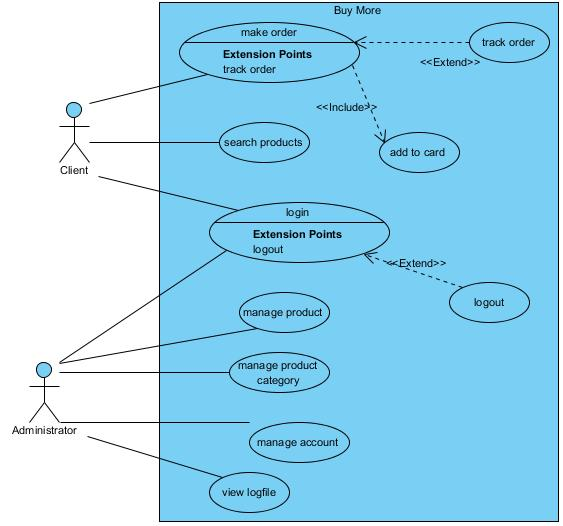 Buy More
make order
Extension Points
track order
track order
<<Extend>>
<<Include>>
search products
add to card
Client
login
Extension Points
logout
<<Extend>>
logout
manage product
manage product
category
Administrator
manage account
view logfile